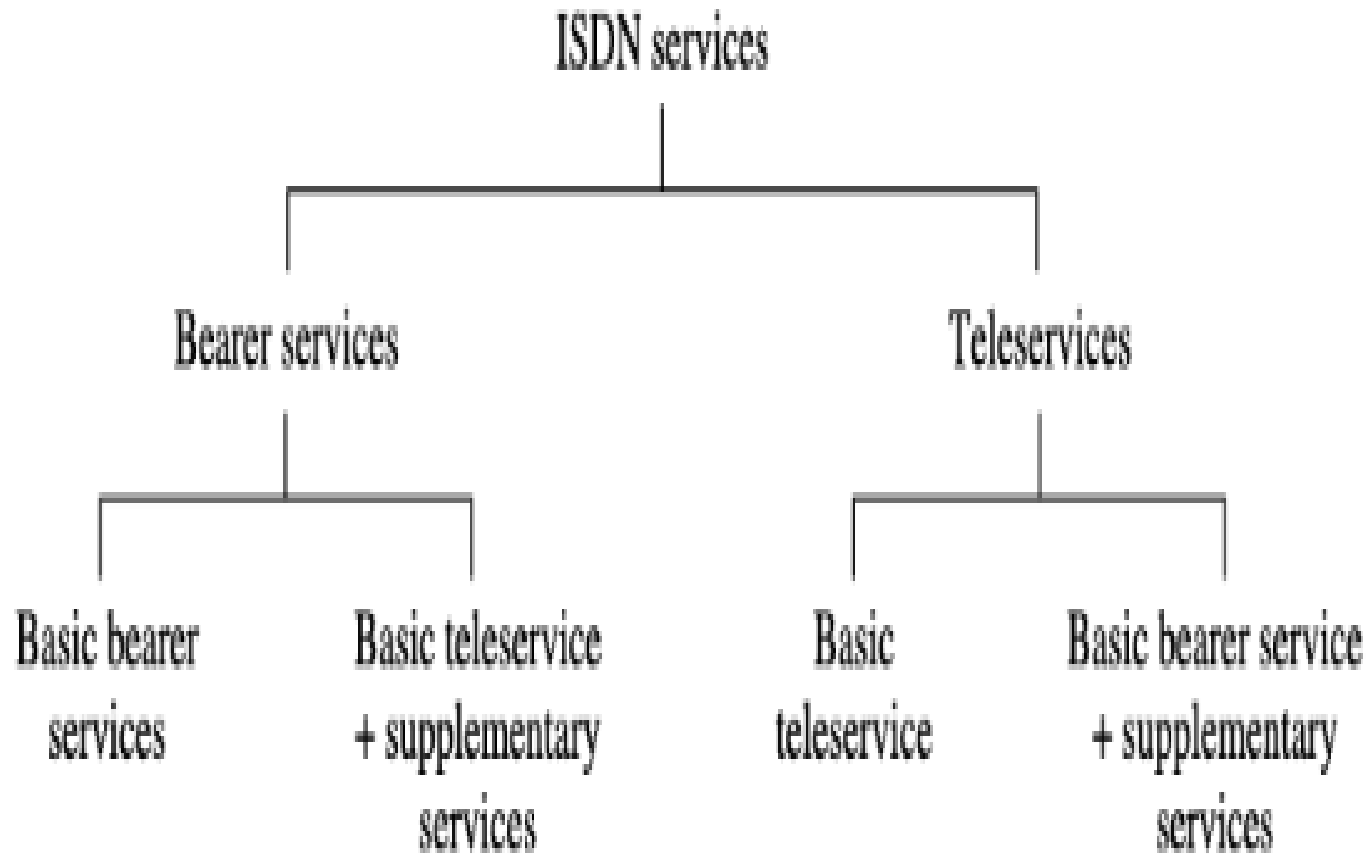 ISDN services
Bearer services
Teleservices
Basic bearer
services
Basic teleservice
+ supplementary
services
Basic
teleservice
Basic bearer service
+ supplementary
services